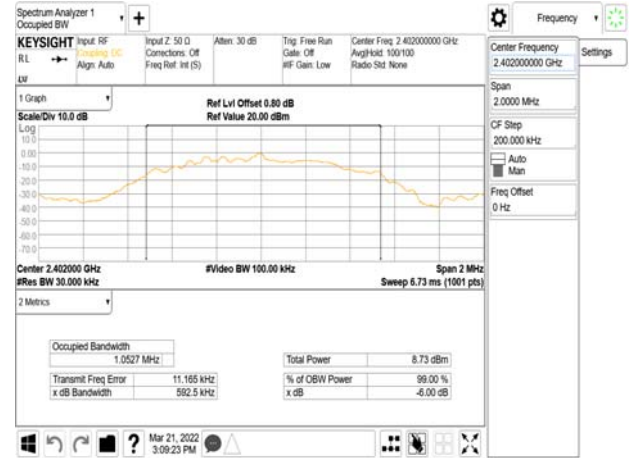 Spectrum Analyzer 1
Occupied BW
Frequency
KEYSIGHT
RL
Input: RF
Coupling: DC
Align: Auto
Input Z: 50 Ω
Corrections: Off
Freq Ref: Int (S)
Atten: 30 dB
Trig: Free Run
Gate: Off
#IF Gain: Low
Center Freq: 2.402000000 GHz
Avg|Hold: 100/100
Radio Std: None
Center Frequency
2.402000000 GHz
Settings
Span
2.0000 MHz
CF Step
200.000 kHz
Auto
Man
Freq Offset
0 Hz
1 Graph
Scale/Div 10.0 dB
Ref Lvl Offset 0.80 dB
Ref Value 20.00 dBm
Log
10.0
0.00
-10.0
-20.0
-30.0
-40.0
-50.0
-60.0
-70.0
Center 2.402000 GHz
#Res BW 30.000 kHz
#Video BW 100.00 kHz
Span 2 MHz
Sweep 6.73 ms (1001 pts)
2 Metrics
Occupied Bandwidth
1.0527 MHz
Total Power 8.73 dBm
Transmit Freq Error 11.165 kHz
% of OBW Power 99.00 %
x dB Bandwidth 592.5 kHz
x dB -6.00 dB
Mar 21, 2022
3:09:23 PM